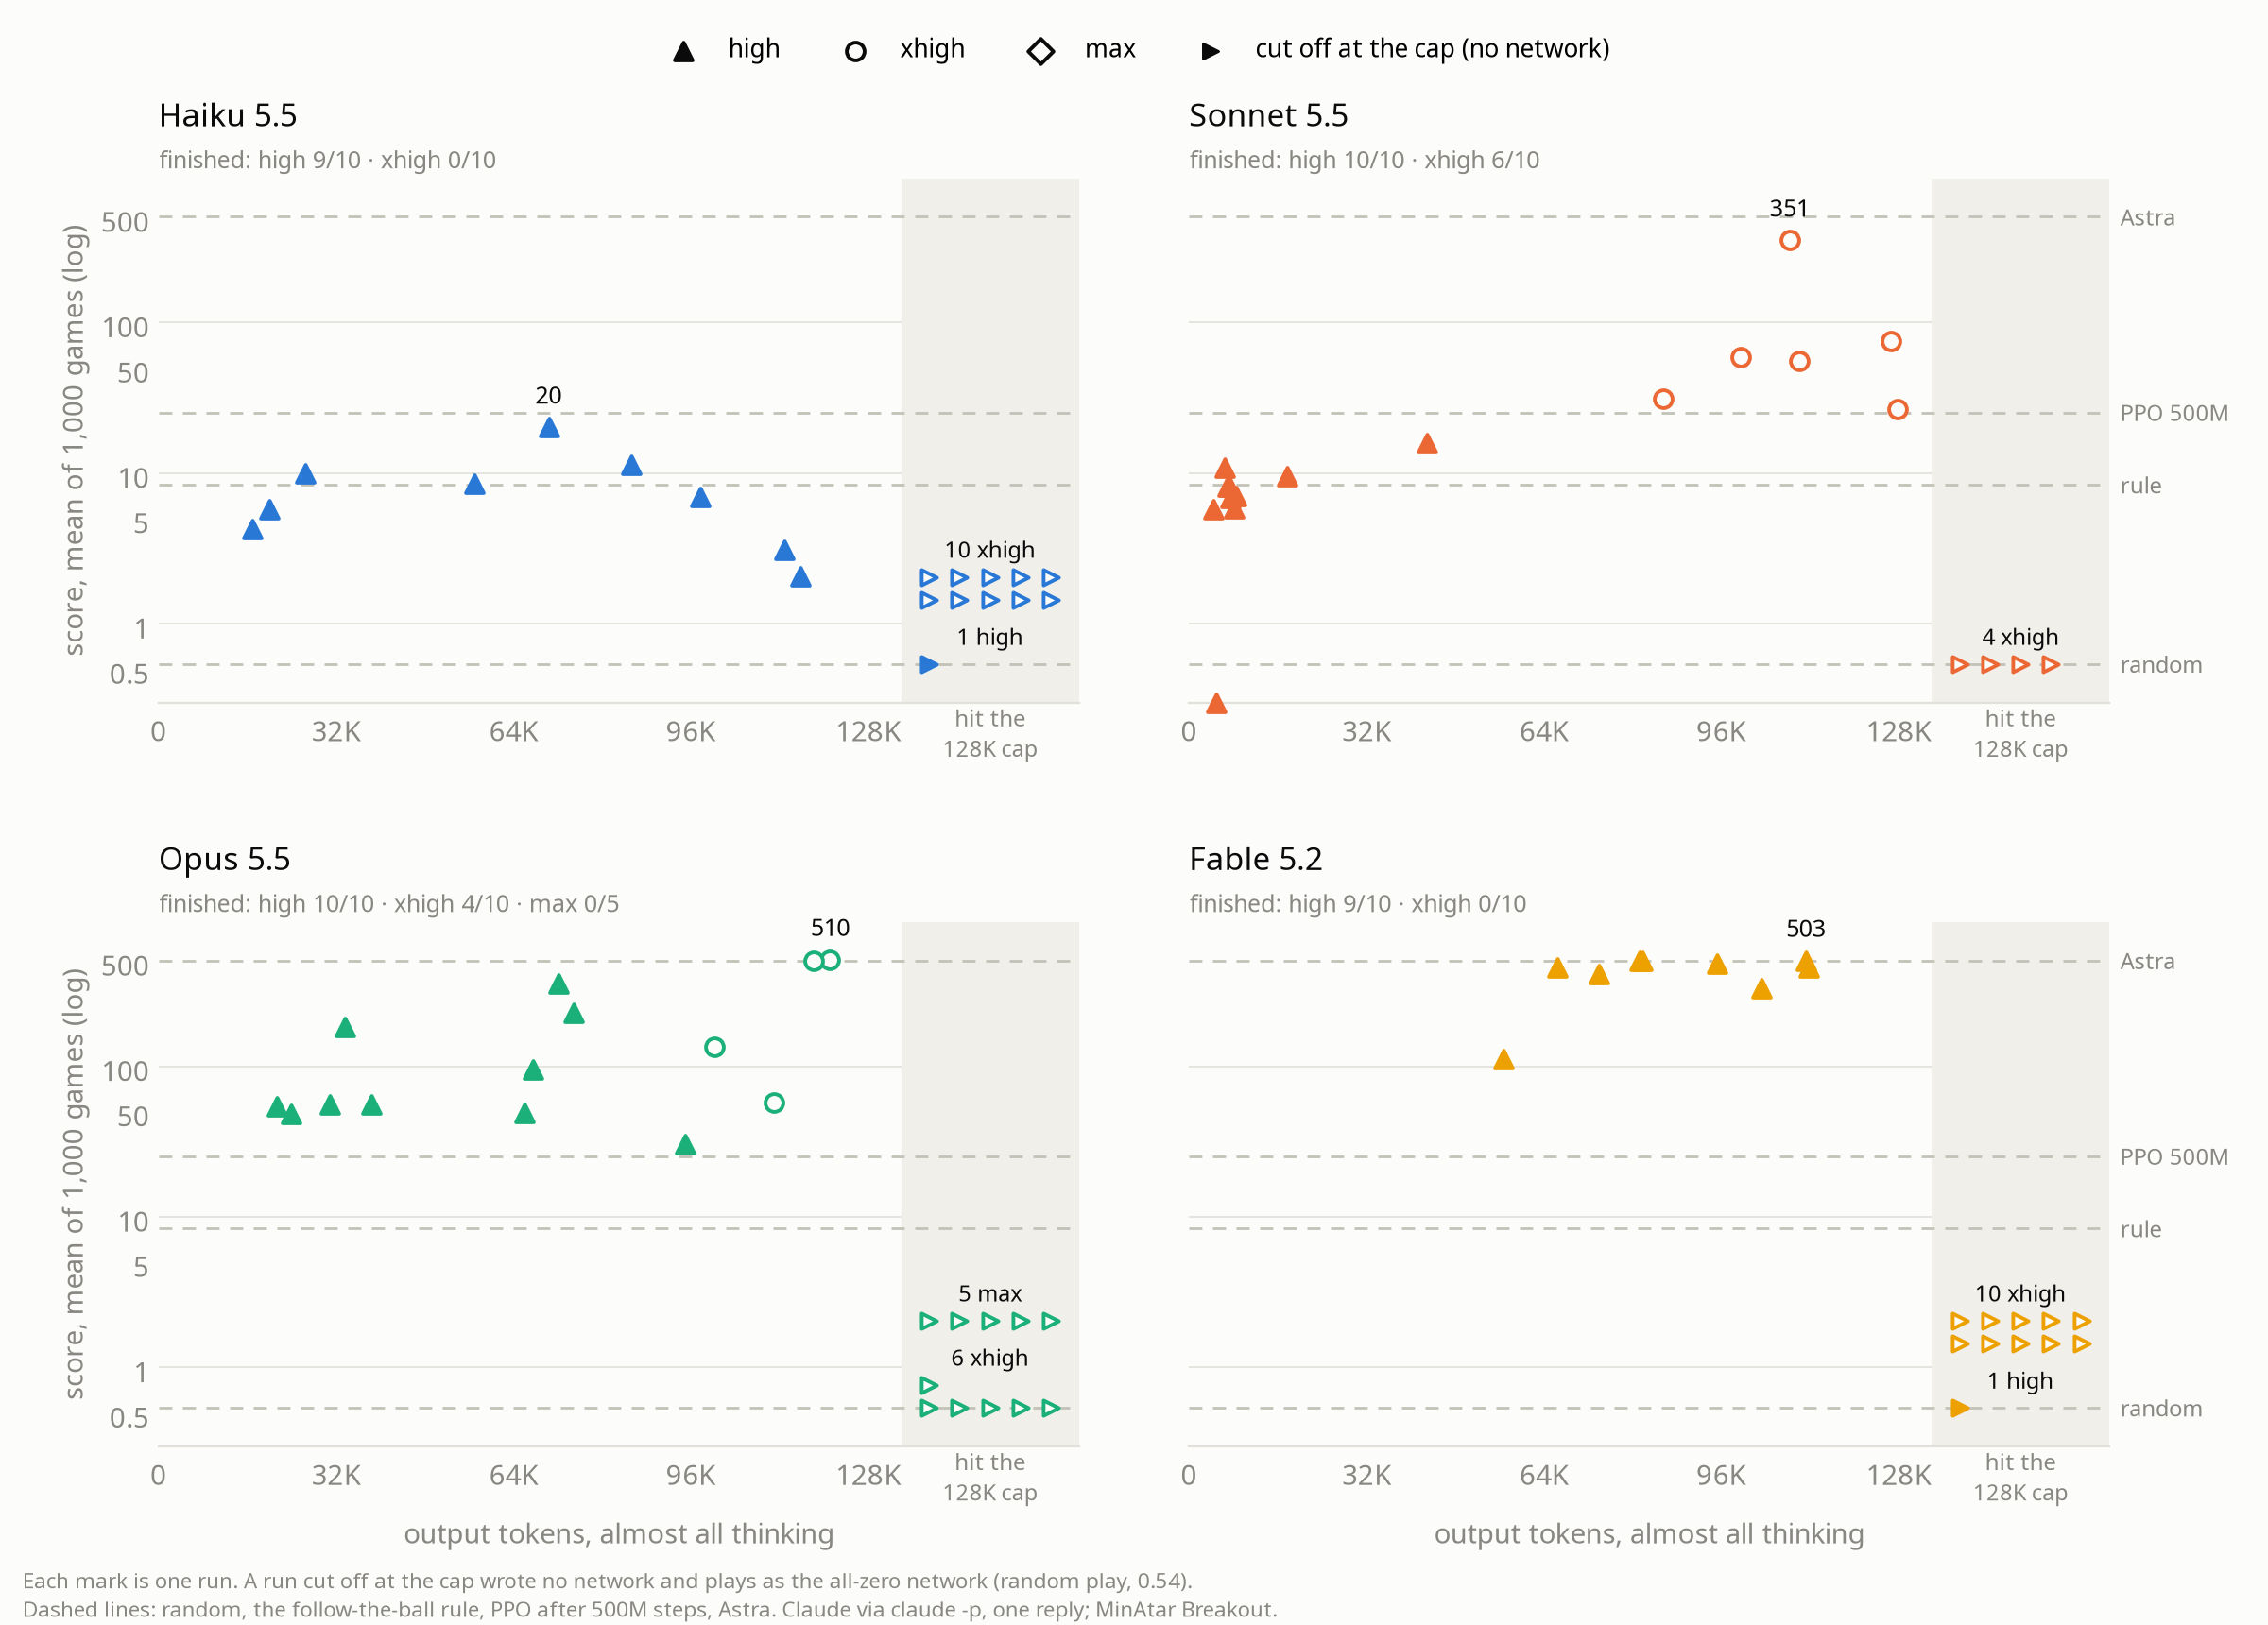 high xhigh max cut off at the cap (no network)
Haiku 5.5
finished: high 9/10 · xhigh 0/10
score, mean of 1,000 games (log)
500
100
50
10
5
1
0.5
20
10 xhigh
1 high
0 32K 64K 96K 128K
hit the
128K cap
Sonnet 5.5
finished: high 10/10 · xhigh 6/10
351
Astra
PPO 500M
rule
4 xhigh
random
0 32K 64K 96K 128K
hit the
128K cap
Opus 5.5
finished: high 10/10 · xhigh 4/10 · max 0/5
score, mean of 1,000 games (log)
510
500
100
50
10
5
1
0.5
5 max
6 xhigh
0 32K 64K 96K 128K
hit the
128K cap
output tokens, almost all thinking
Fable 5.2
finished: high 9/10 · xhigh 0/10
503
Astra
PPO 500M
rule
10 xhigh
1 high
random
0 32K 64K 96K 128K
hit the
128K cap
output tokens, almost all thinking
Each mark is one run. A run cut off at the cap wrote no network and plays as the all-zero network (random play, 0.54).
Dashed lines: random, the follow-the-ball rule, PPO after 500M steps, Astra. Claude via claude -p, one reply; MinAtar Breakout.